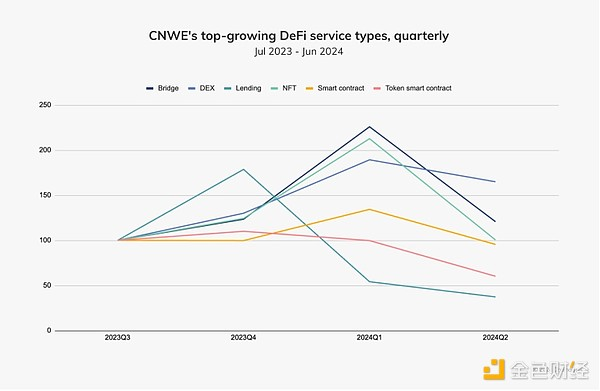 CNWE's top-growing DeFi service types, quarterly
Jul 2023 - Jun 2024
Bridge DEX Lending NFT Smart contract Token smart contract
250
200
150
100
50
0
2023Q3 2023Q4 2024Q1 2024Q2
金色财经